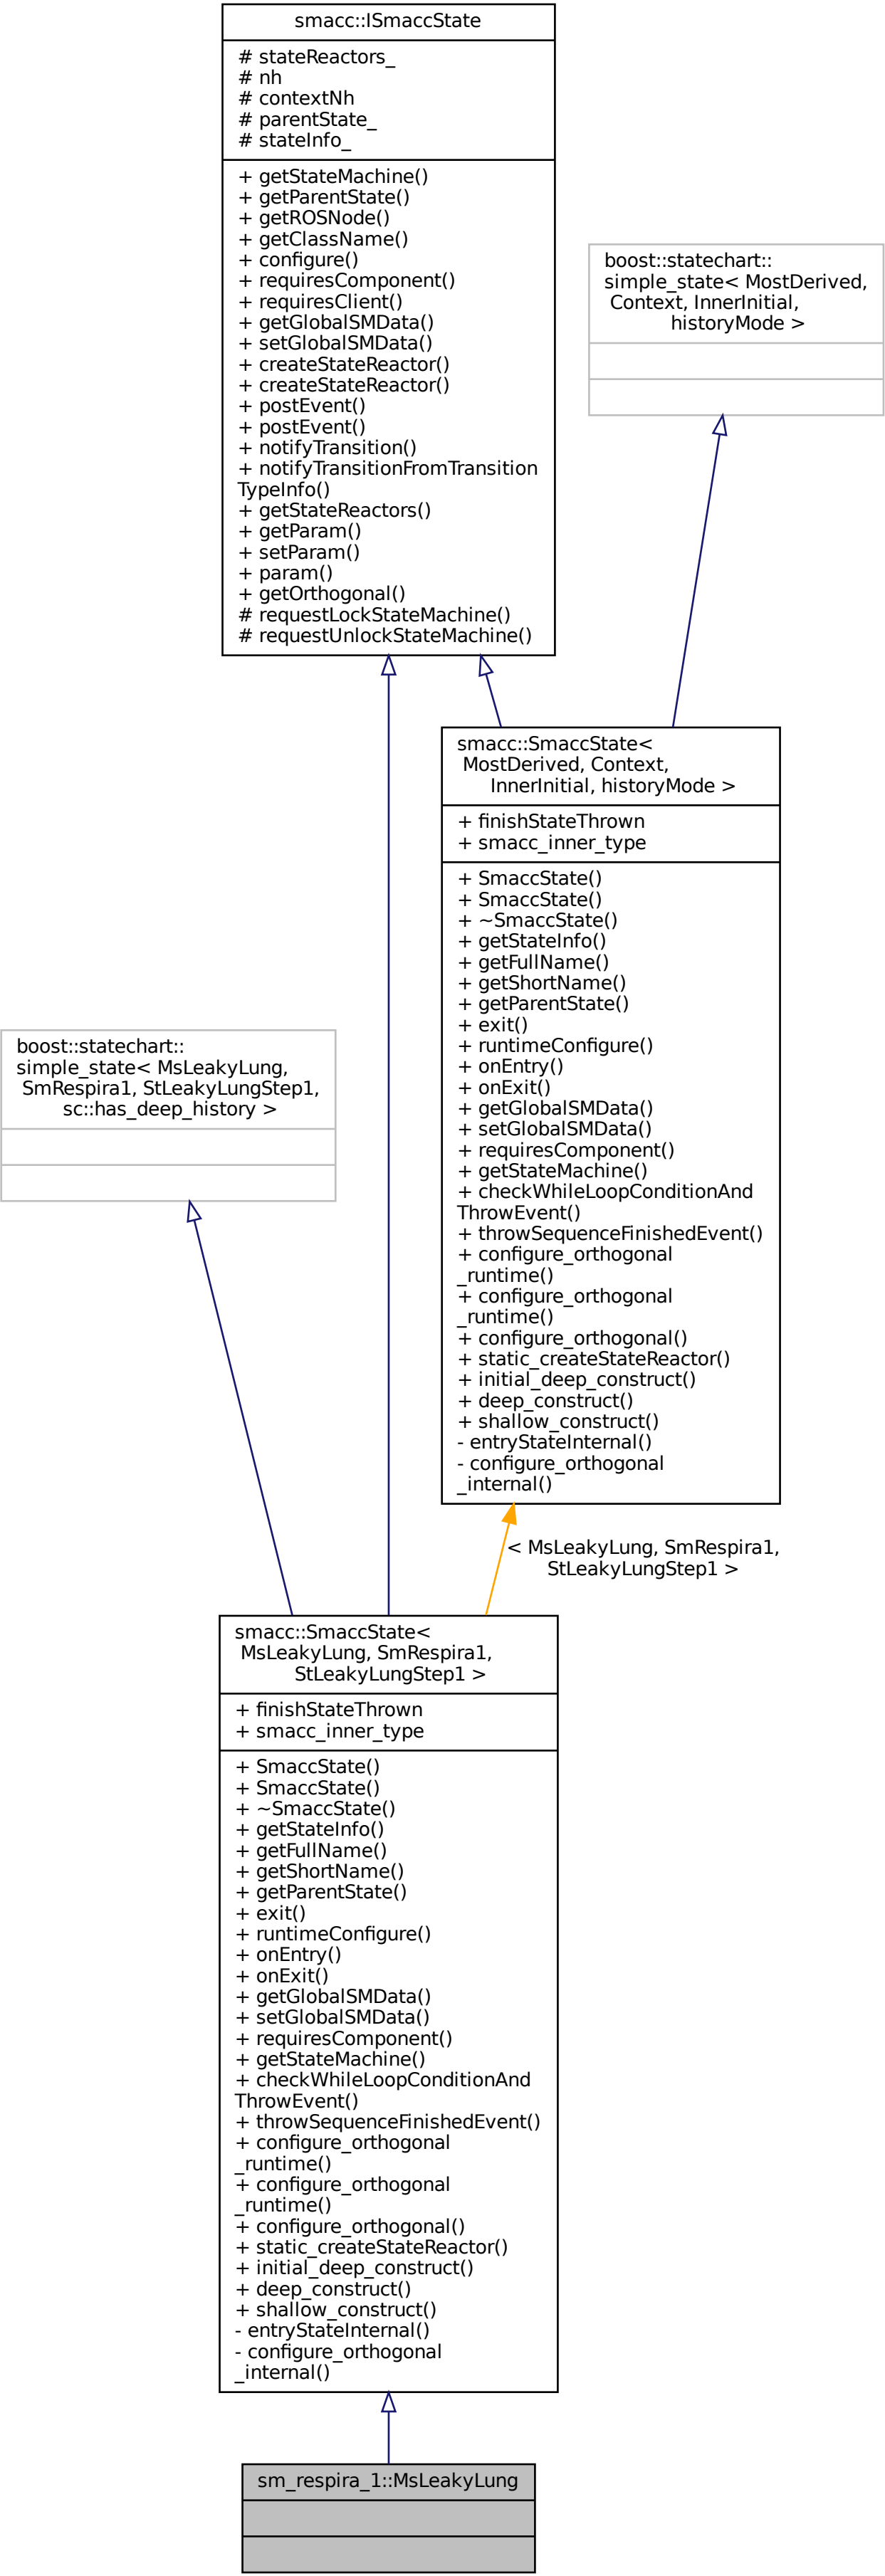 smacc::ISmaccState
# stateReactors_
# nh
# contextNh
# parentState_
# stateInfo_
+ getStateMachine()
+ getParentState()
+ getROSNode()
+ getClassName()
+ configure()
+ requiresComponent()
+ requiresClient()
+ getGlobalSMData()
+ setGlobalSMData()
+ createStateReactor()
+ createStateReactor()
+ postEvent()
+ postEvent()
+ notifyTransition()
+ notifyTransitionFromTransition
TypeInfo()
+ getStateReactors()
+ getParam()
+ setParam()
+ param()
+ getOrthogonal()
# requestLockStateMachine()
# requestUnlockStateMachine()
boost::statechart::
simple_state< MostDerived,
Context, InnerInitial,
historyMode >
smacc::SmaccState<
MostDerived, Context,
InnerInitial, historyMode >
+ finishStateThrown
+ smacc_inner_type
+ SmaccState()
+ SmaccState()
+ ~SmaccState()
+ getStateInfo()
+ getFullName()
+ getShortName()
+ getParentState()
+ exit()
+ runtimeConfigure()
+ onEntry()
+ onExit()
+ getGlobalSMData()
+ setGlobalSMData()
+ requiresComponent()
+ getStateMachine()
+ checkWhileLoopConditionAnd
ThrowEvent()
+ throwSequenceFinishedEvent()
+ configure_orthogonal
_runtime()
+ configure_orthogonal
_runtime()
+ configure_orthogonal()
+ static_createStateReactor()
+ initial_deep_construct()
+ deep_construct()
+ shallow_construct()
- entryStateInternal()
- configure_orthogonal
_internal()
boost::statechart::
simple_state< MsLeakyLung,
SmRespira1, StLeakyLungStep1,
sc::has_deep_history >
< MsLeakyLung, SmRespira1,
StLeakyLungStep1 >
smacc::SmaccState<
MsLeakyLung, SmRespira1,
StLeakyLungStep1 >
+ finishStateThrown
+ smacc_inner_type
+ SmaccState()
+ SmaccState()
+ ~SmaccState()
+ getStateInfo()
+ getFullName()
+ getShortName()
+ getParentState()
+ exit()
+ runtimeConfigure()
+ onEntry()
+ onExit()
+ getGlobalSMData()
+ setGlobalSMData()
+ requiresComponent()
+ getStateMachine()
+ checkWhileLoopConditionAnd
ThrowEvent()
+ throwSequenceFinishedEvent()
+ configure_orthogonal
_runtime()
+ configure_orthogonal
_runtime()
+ configure_orthogonal()
+ static_createStateReactor()
+ initial_deep_construct()
+ deep_construct()
+ shallow_construct()
- entryStateInternal()
- configure_orthogonal
_internal()
sm_respira_1::MsLeakyLung